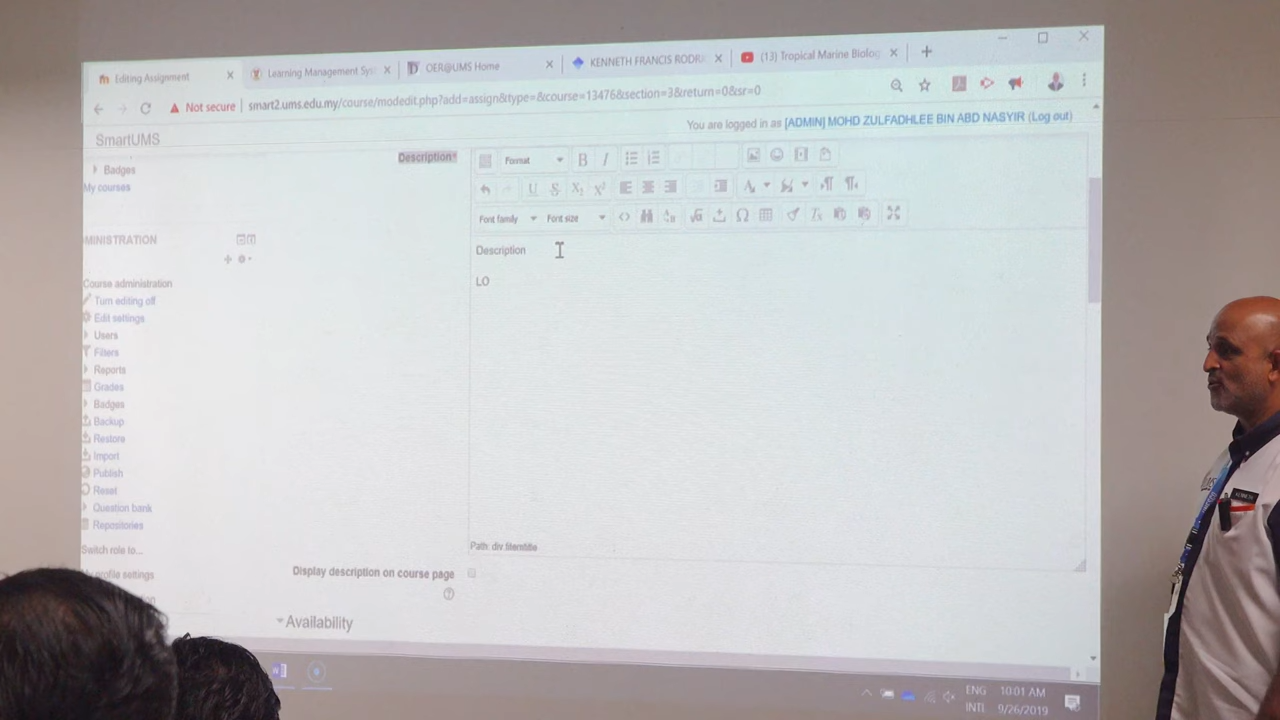 Editing Assignment
Learning Management Sys
OER@UMS Home
KENNETH FRANCIS RODRI
(13) Tropical Marine Biolog
Not secure | smart2.ums.edu.my/course/modedit.php?add=assign&type=&course=13476&section=3&return=0&sr=0
SmartUMS
You are logged in as [ADMIN] MOHD ZULFADHLEE BIN ABD NASYIR (Log out)
Badges
My courses
MINISTRATION
Course administration
Turn editing off
Edit settings
Users
Filters
Reports
Grades
Badges
Backup
Restore
Import
Publish
Reset
Question bank
Repositories
Switch role to...
profile settings
Description*
Format
Font family
Font size
Description
LO
Path: div.filterstitle
Display description on course page
Availability
ENG
INTL
10:01 AM
9/26/2019